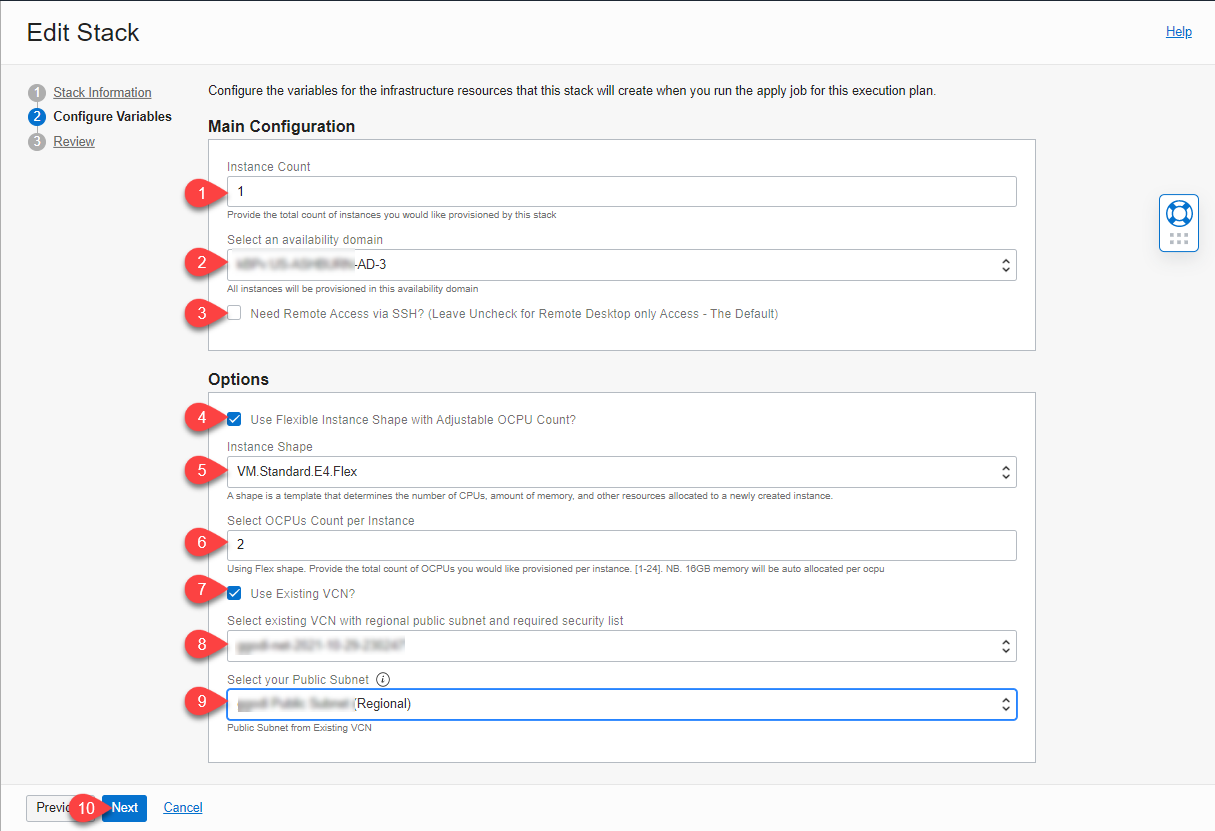 Edit Stack
Help
1 Stack Information
2 Configure Variables
3 Review
Configure the variables for the infrastructure resources that this stack will create when you run the apply job for this execution plan.
Main Configuration
Instance Count
1 1
Provide the total count of instances you would like provisioned by this stack
Select an availability domain
2 -AD-3
All instances will be provisioned in this availability domain
3 Need Remote Access via SSH? (Leave Uncheck for Remote Desktop only Access - The Default)
Options
4 Use Flexible Instance Shape with Adjustable OCPU Count?
Instance Shape
5 VM.Standard.E4.Flex
A shape is a template that determines the number of CPUs, amount of memory, and other resources allocated to a newly created instance.
Select OCPUs Count per Instance
6 2
Using Flex shape. Provide the total count of OCPUs you would like provisioned per instance. [1-24]. NB. 16GB memory will be auto allocated per ocpu
7 Use Existing VCN?
Select existing VCN with regional public subnet and required security list
8
Select your Public Subnet
9 (Regional)
Public Subnet from Existing VCN
10 Next Cancel